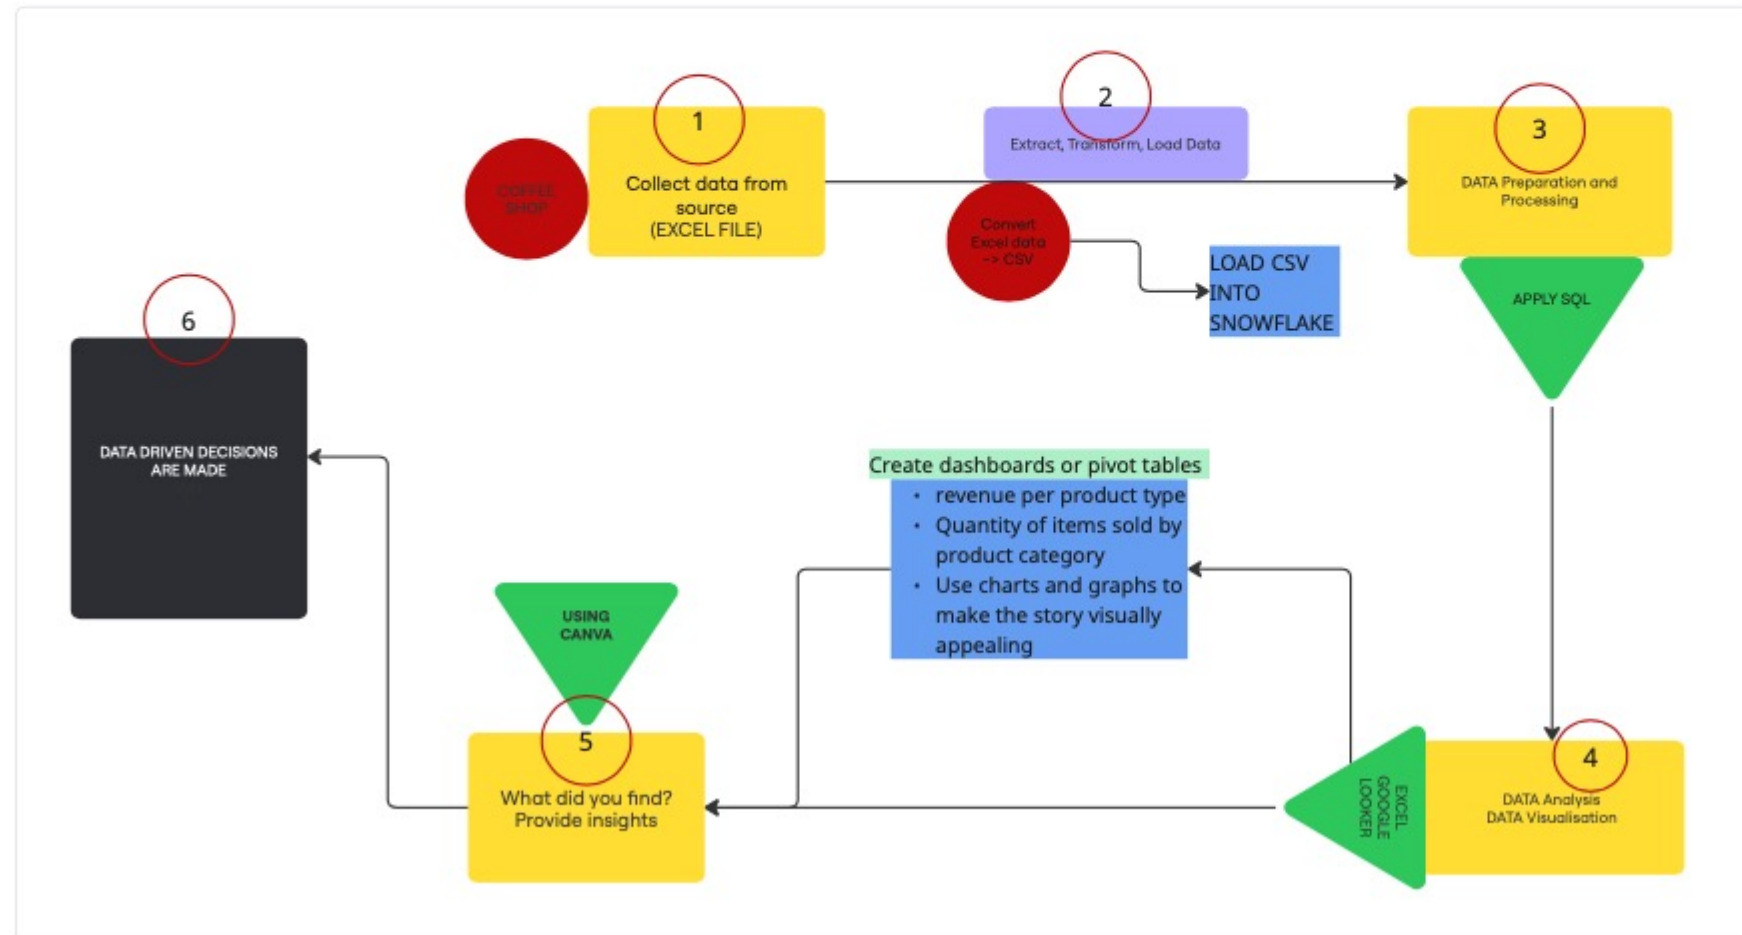 1
COFFEE
SHOP
Collect data from
source
(EXCEL FILE)
2
Extract, Transform, Load Data
Convert
Excel data
-> CSV
LOAD CSV
INTO
SNOWFLAKE
3
DATA Preparation and
Processing
APPLY SQL
4
DATA Analysis
DATA Visualisation
EXCEL
GOOGLE
LOOKER
Create dashboards or pivot tables
• revenue per product type
• Quantity of items sold by
product category
• Use charts and graphs to
make the story visually
appealing
USING
CANVA
5
What did you find?
Provide insights
6
DATA DRIVEN DECISIONS
ARE MADE